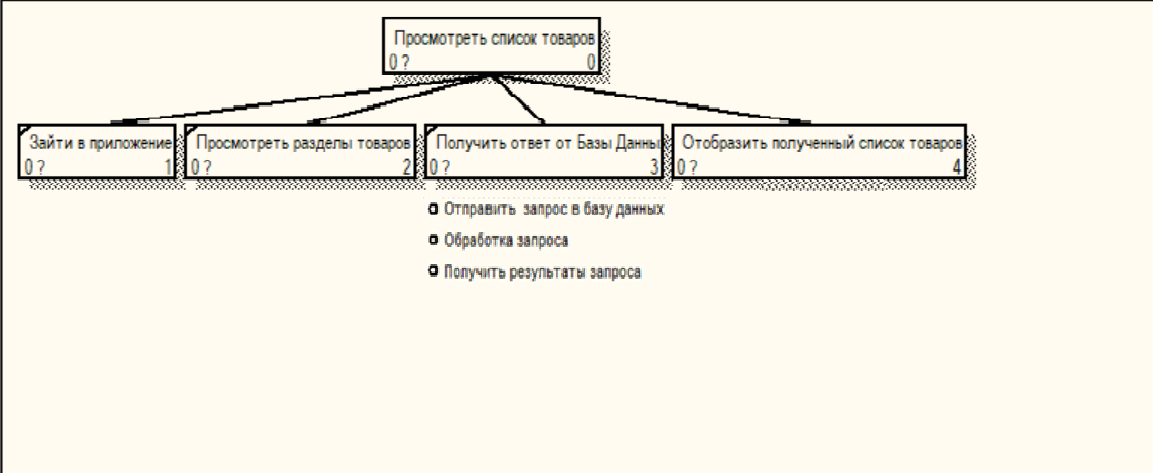 Просмотреть список товаров
0 ? 0
Зайти в приложение
0 ? 1
Просмотреть разделы товаров
0 ? 2
Получить ответ от Базы Данны
0 ? 3
Отобразить полученный список товаров
0 ? 4
Отправить запрос в базу данных
Обработка запроса
Получить результаты запроса